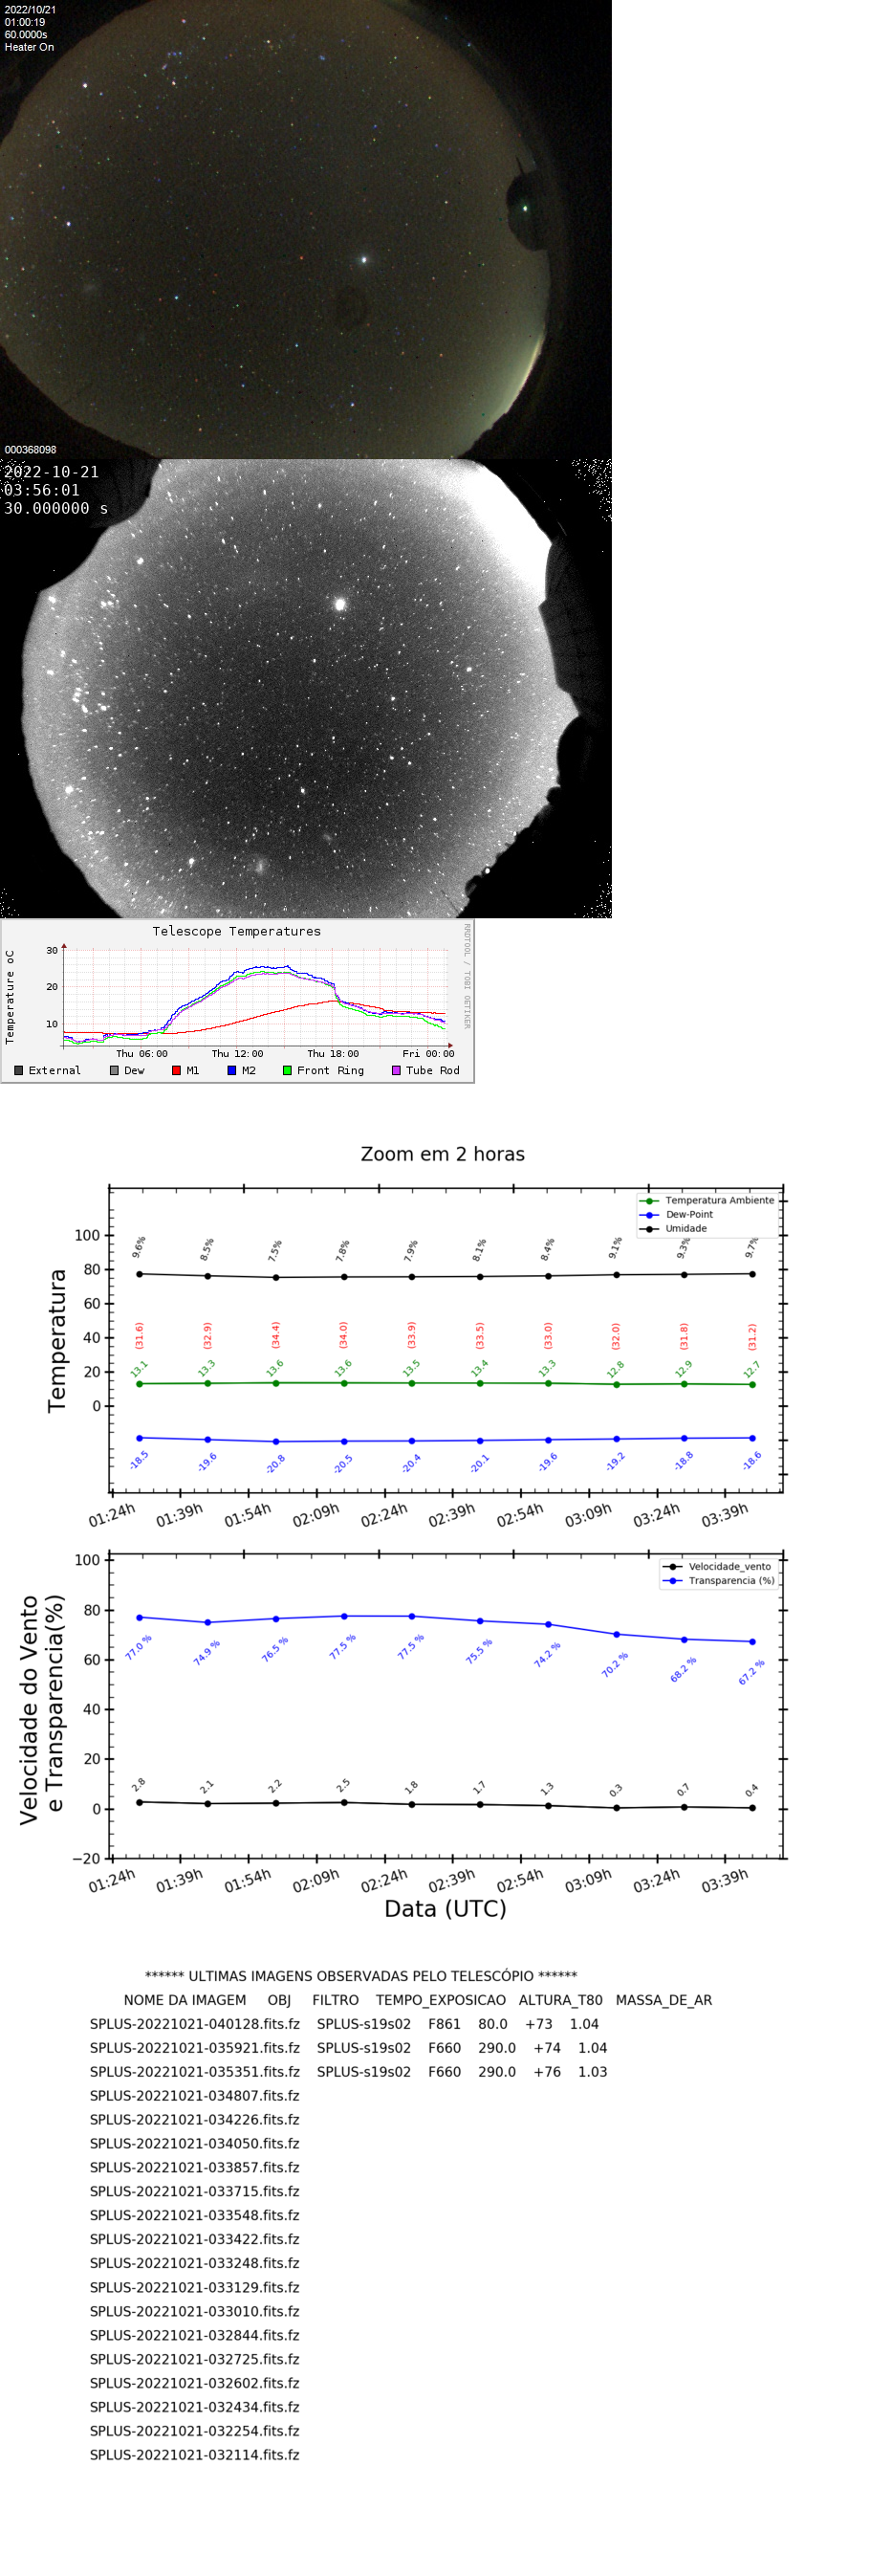 2022/10/21
01:00:19
60.0000s
Heater On
000368098
2022-10-21
03:56:01
30.000000 s
Telescope Temperatures
RRDTOOL / TOBI OETIKER
Temperature oC
30
20
10
Thu 06:00 Thu 12:00 Thu 18:00 Fri 00:00
External Dew M1 M2 Front Ring Tube Rod
Zoom em 2 horas
Temperatura Ambiente
Dew-Point
Umidade
Temperatura
100
80
60
40
20
0
9.6% 8.5% 7.5% 7.8% 7.9% 8.1% 8.4% 9.1% 9.3% 9.7%
(31.6) (32.9) (34.4) (34.0) (33.9) (33.5) (33.0) (32.0) (31.8) (31.2)
13.1 13.3 13.6 13.6 13.5 13.4 13.3 12.8 12.9 12.7
-18.5 -19.6 -20.8 -20.5 -20.4 -20.1 -19.6 -19.2 -18.8 -18.6
01:24h 01:39h 01:54h 02:09h 02:24h 02:39h 02:54h 03:09h 03:24h 03:39h
Velocidade_vento
Transparencia (%)
Velocidade do Vento
e Transparencia(%)
100
80
60
40
20
0
−20
77.0 % 74.9 % 76.5 % 77.5 % 77.5 % 75.5 % 74.2 % 70.2 % 68.2 % 67.2 %
2.8 2.1 2.2 2.5 1.8 1.7 1.3 0.3 0.7 0.4
01:24h 01:39h 01:54h 02:09h 02:24h 02:39h 02:54h 03:09h 03:24h 03:39h
Data (UTC)
****** ULTIMAS IMAGENS OBSERVADAS PELO TELESCÓPIO ******
NOME DA IMAGEM OBJ FILTRO TEMPO_EXPOSICAO ALTURA_T80 MASSA_DE_AR
SPLUS-20221021-040128.fits.fz SPLUS-s19s02 F861 80.0 +73 1.04
SPLUS-20221021-035921.fits.fz SPLUS-s19s02 F660 290.0 +74 1.04
SPLUS-20221021-035351.fits.fz SPLUS-s19s02 F660 290.0 +76 1.03
SPLUS-20221021-034807.fits.fz
SPLUS-20221021-034226.fits.fz
SPLUS-20221021-034050.fits.fz
SPLUS-20221021-033857.fits.fz
SPLUS-20221021-033715.fits.fz
SPLUS-20221021-033548.fits.fz
SPLUS-20221021-033422.fits.fz
SPLUS-20221021-033248.fits.fz
SPLUS-20221021-033129.fits.fz
SPLUS-20221021-033010.fits.fz
SPLUS-20221021-032844.fits.fz
SPLUS-20221021-032725.fits.fz
SPLUS-20221021-032602.fits.fz
SPLUS-20221021-032434.fits.fz
SPLUS-20221021-032254.fits.fz
SPLUS-20221021-032114.fits.fz